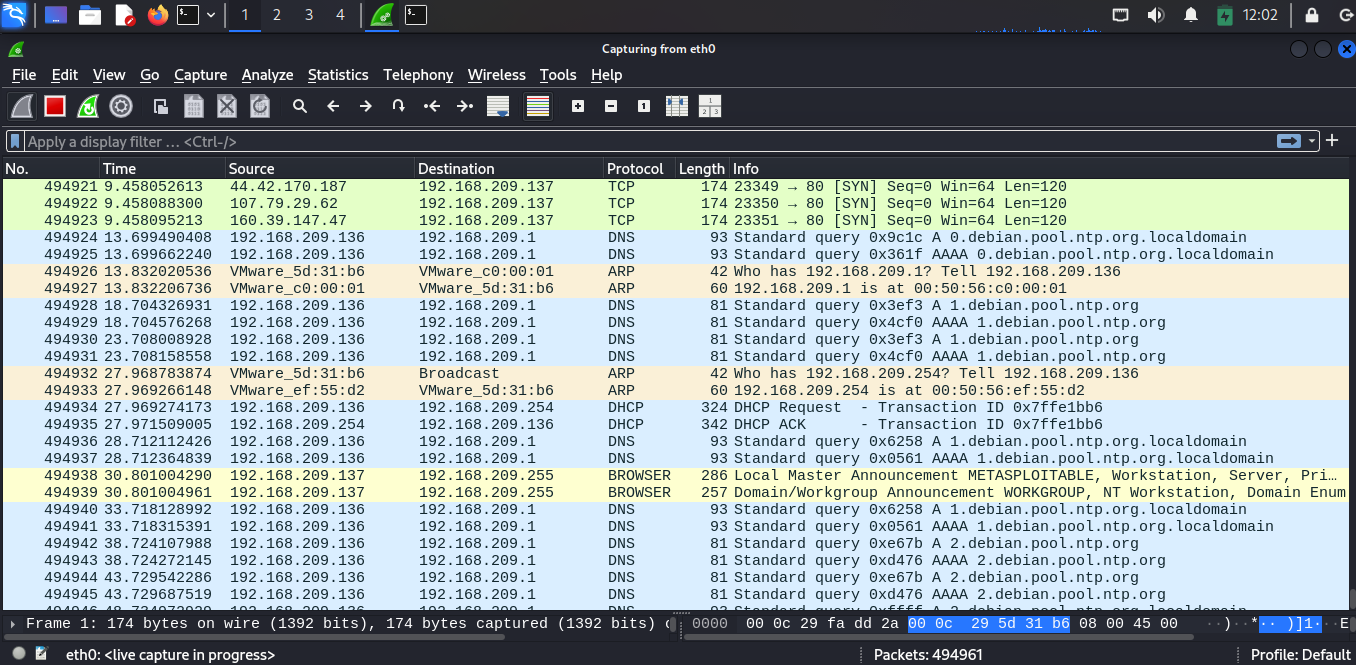 1 2 3 4 12:02
Capturing from eth0
File Edit View Go Capture Analyze Statistics Telephony Wireless Tools Help
Apply a display filter … <Ctrl-/>
No. Time Source Destination Protocol Length Info
494921 9.458052613 44.42.170.187 192.168.209.137 TCP 174 23349 → 80 [SYN] Seq=0 Win=64 Len=120
494922 9.458088300 107.79.29.62 192.168.209.137 TCP 174 23350 → 80 [SYN] Seq=0 Win=64 Len=120
494923 9.458095213 160.39.147.47 192.168.209.137 TCP 174 23351 → 80 [SYN] Seq=0 Win=64 Len=120
494924 13.699490408 192.168.209.136 192.168.209.1 DNS 93 Standard query 0x9c1c A 0.debian.pool.ntp.org.localdomain
494925 13.699662240 192.168.209.136 192.168.209.1 DNS 93 Standard query 0x361f AAAA 0.debian.pool.ntp.org.localdomain
494926 13.832020536 VMware_5d:31:b6 VMware_c0:00:01 ARP 42 Who has 192.168.209.1? Tell 192.168.209.136
494927 13.832206736 VMware_c0:00:01 VMware_5d:31:b6 ARP 60 192.168.209.1 is at 00:50:56:c0:00:01
494928 18.704326931 192.168.209.136 192.168.209.1 DNS 81 Standard query 0x3ef3 A 1.debian.pool.ntp.org
494929 18.704576268 192.168.209.136 192.168.209.1 DNS 81 Standard query 0x4cf0 AAAA 1.debian.pool.ntp.org
494930 23.708008928 192.168.209.136 192.168.209.1 DNS 81 Standard query 0x3ef3 A 1.debian.pool.ntp.org
494931 23.708158558 192.168.209.136 192.168.209.1 DNS 81 Standard query 0x4cf0 AAAA 1.debian.pool.ntp.org
494932 27.968783874 VMware_5d:31:b6 Broadcast ARP 42 Who has 192.168.209.254? Tell 192.168.209.136
494933 27.969266148 VMware_ef:55:d2 VMware_5d:31:b6 ARP 60 192.168.209.254 is at 00:50:56:ef:55:d2
494934 27.969274173 192.168.209.136 192.168.209.254 DHCP 324 DHCP Request - Transaction ID 0x7ffe1bb6
494935 27.971509005 192.168.209.254 192.168.209.136 DHCP 342 DHCP ACK - Transaction ID 0x7ffe1bb6
494936 28.712112426 192.168.209.136 192.168.209.1 DNS 93 Standard query 0x6258 A 1.debian.pool.ntp.org.localdomain
494937 28.712364839 192.168.209.136 192.168.209.1 DNS 93 Standard query 0x0561 AAAA 1.debian.pool.ntp.org.localdomain
494938 30.801004290 192.168.209.137 192.168.209.255 BROWSER 286 Local Master Announcement METASPLOITABLE, Workstation, Server, Pri…
494939 30.801004961 192.168.209.137 192.168.209.255 BROWSER 257 Domain/Workgroup Announcement WORKGROUP, NT Workstation, Domain Enum
494940 33.718128992 192.168.209.136 192.168.209.1 DNS 93 Standard query 0x6258 A 1.debian.pool.ntp.org.localdomain
494941 33.718315391 192.168.209.136 192.168.209.1 DNS 93 Standard query 0x0561 AAAA 1.debian.pool.ntp.org.localdomain
494942 38.724107988 192.168.209.136 192.168.209.1 DNS 81 Standard query 0xe67b A 2.debian.pool.ntp.org
494943 38.724272145 192.168.209.136 192.168.209.1 DNS 81 Standard query 0xd476 AAAA 2.debian.pool.ntp.org
494944 43.729542286 192.168.209.136 192.168.209.1 DNS 81 Standard query 0xe67b A 2.debian.pool.ntp.org
494945 43.729687519 192.168.209.136 192.168.209.1 DNS 81 Standard query 0xd476 AAAA 2.debian.pool.ntp.org
Frame 1: 174 bytes on wire (1392 bits), 174 bytes captured (1392 bits) 0000 00 0c 29 fa dd 2a 00 0c 29 5d 31 b6 08 00 45 00 ··)··*·· )]1···E
eth0: <live capture in progress> Packets: 494961 Profile: Default